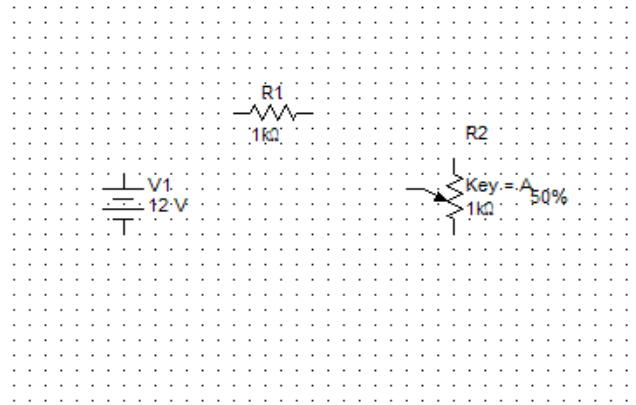 R1
1kΩ
R2
V1
12 V
Key = A
50%
1kΩ